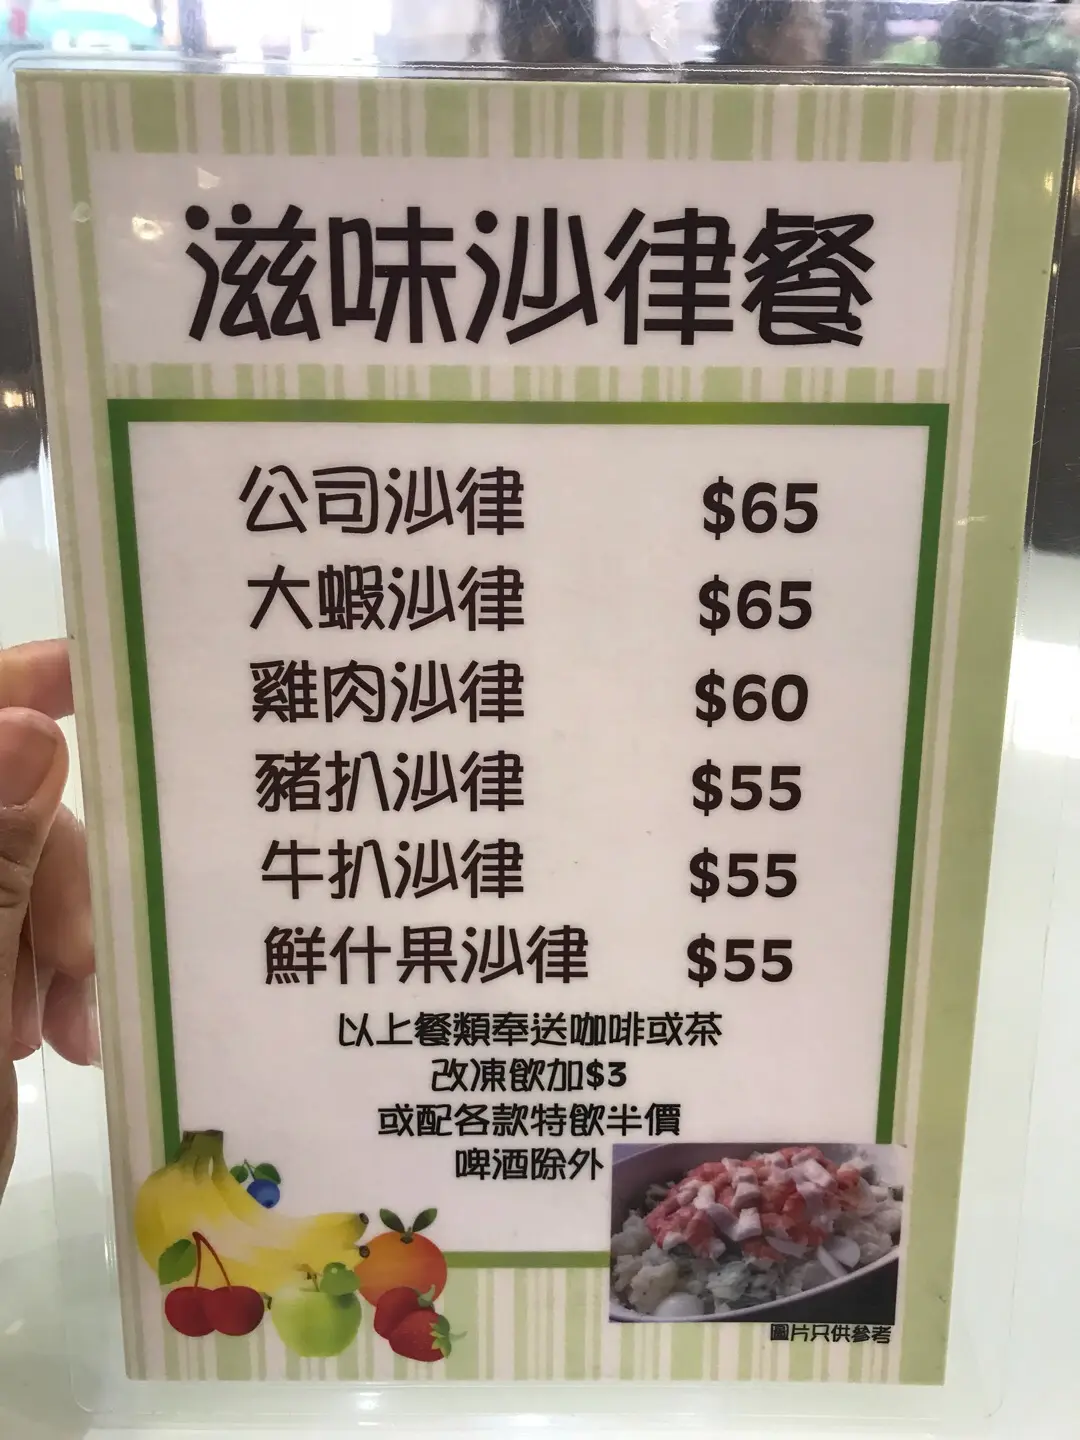 滋味沙律餐
公司沙律 $65
大蝦沙律 $65
雞肉沙律 $60
豬扒沙律 $55
牛扒沙律 $55
鮮什果沙律 $55
以上餐類奉送咖啡或茶
改凍飲加$3
或配各款特飲半價
啤酒除外
圖片只供參考